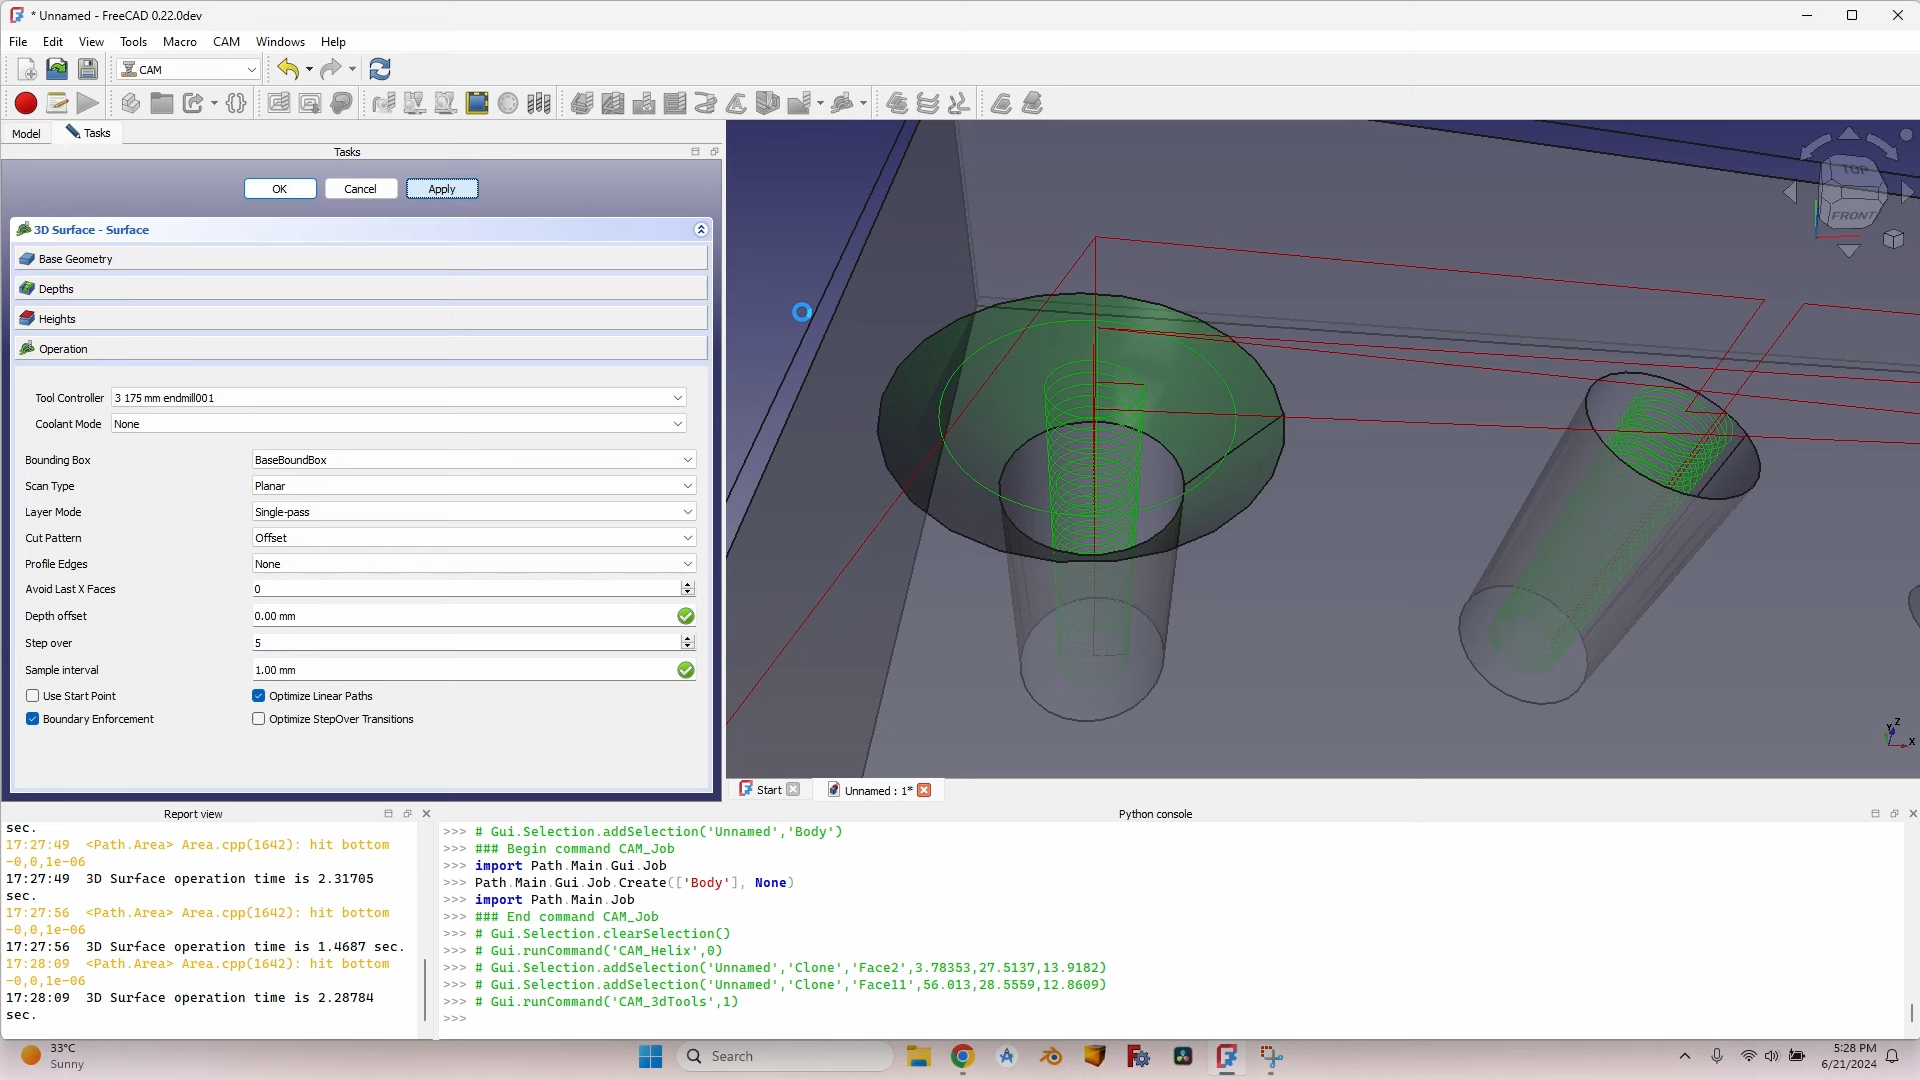 * Unnamed - FreeCAD 0.22.0dev
File Edit View Tools Macro CAM Windows Help
CAM
Model Tasks
Tasks
OK Cancel Apply
3D Surface - Surface
Base Geometry
Depths
Heights
Operation
Tool Controller 3 175 mm endmill001
Coolant Mode None
Bounding Box BaseBoundBox
Scan Type Planar
Layer Mode Single-pass
Cut Pattern Offset
Profile Edges None
Avoid Last X Faces 0
Depth offset 0.00 mm
Step over 5
Sample interval 1.00 mm
Use Start Point Optimize Linear Paths
Boundary Enforcement Optimize StepOver Transitions
TOP
FRONT
Z
Y
X
Start Unnamed : 1*
Report view
sec.
17:27:49 <Path.Area> Area.cpp(1642): hit bottom
-0,0,1e-06
17:27:49 3D Surface operation time is 2.31705
sec.
17:27:56 <Path.Area> Area.cpp(1642): hit bottom
-0,0,1e-06
17:27:56 3D Surface operation time is 1.4687 sec.
17:28:09 <Path.Area> Area.cpp(1642): hit bottom
-0,0,1e-06
17:28:09 3D Surface operation time is 2.28784
sec.
Python console
>>> # Gui.Selection.addSelection('Unnamed','Body')
>>> ### Begin command CAM_Job
>>> import Path.Main.Gui.Job
>>> Path.Main.Gui.Job.Create(['Body'], None)
>>> import Path.Main.Job
>>> ### End command CAM_Job
>>> # Gui.Selection.clearSelection()
>>> # Gui.runCommand('CAM_Helix',0)
>>> # Gui.Selection.addSelection('Unnamed','Clone','Face2',3.78353,27.5137,13.9182)
>>> # Gui.Selection.addSelection('Unnamed','Clone','Face11',56.013,28.5559,12.8609)
>>> # Gui.runCommand('CAM_3dTools',1)
>>>
33°C
Sunny
Search
5:28 PM
6/21/2024